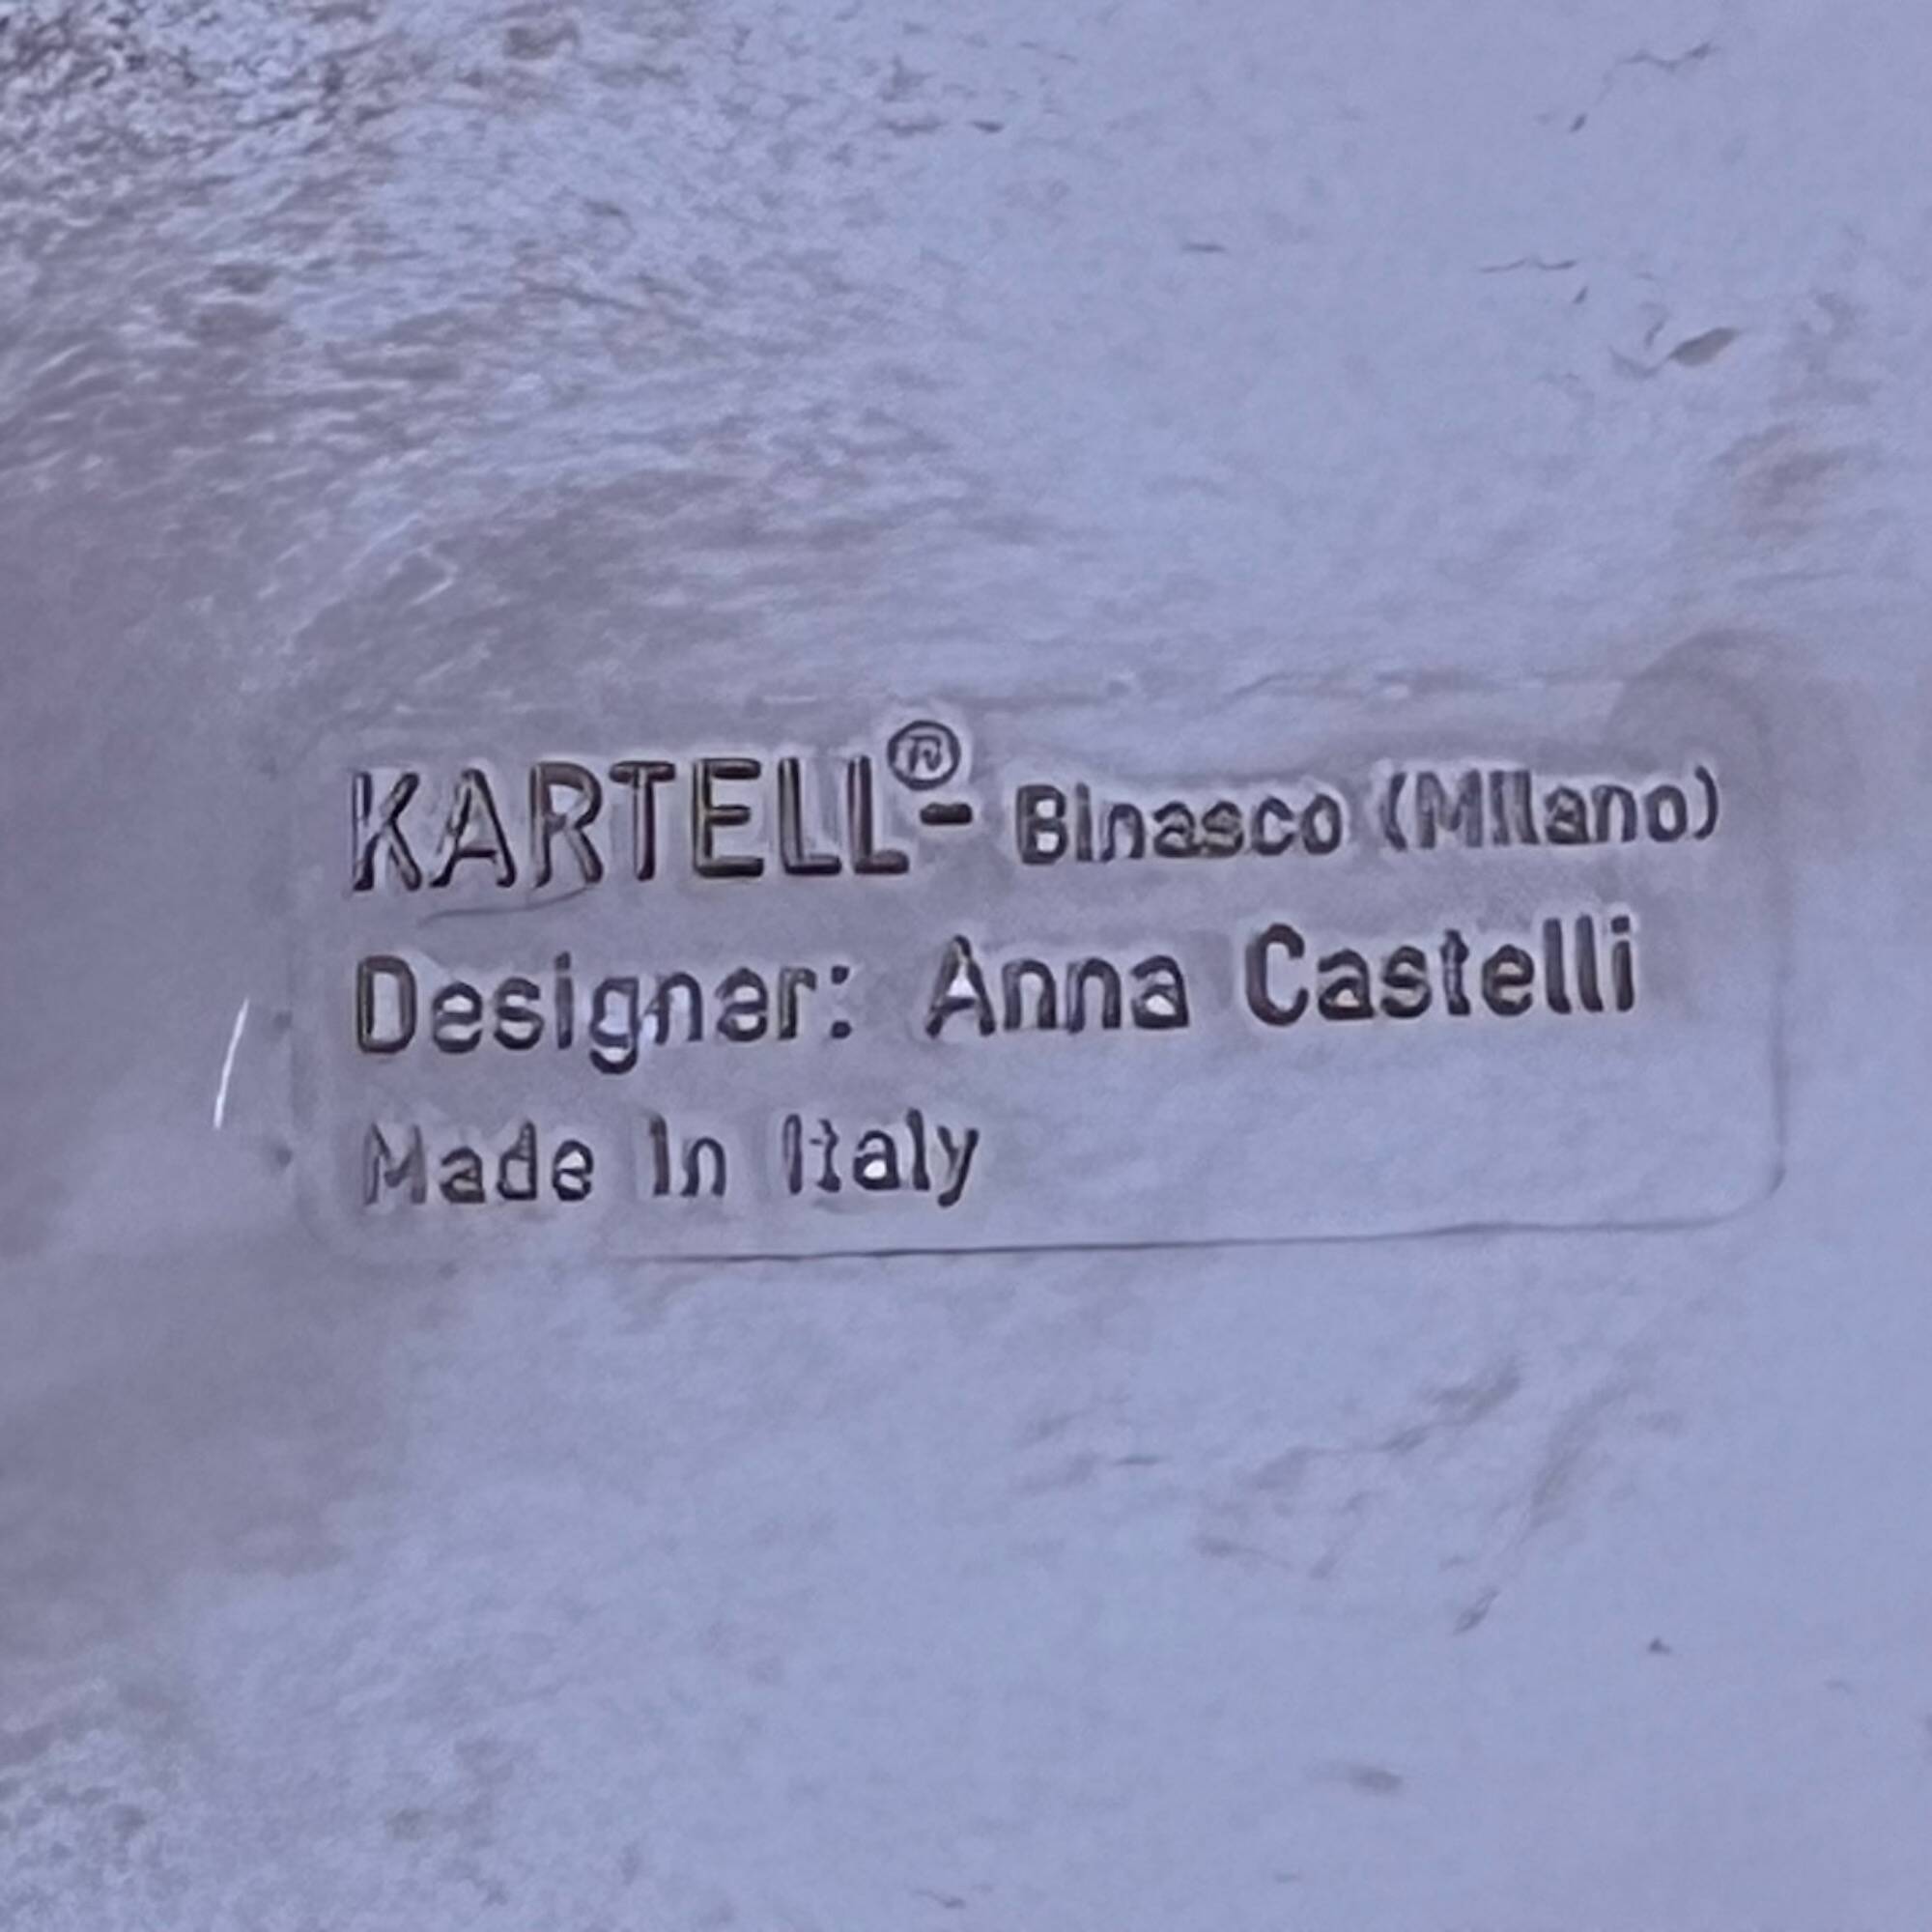 KARTELL®- Binasco (Milano)
Designer: Anna Castelli
Made in Italy